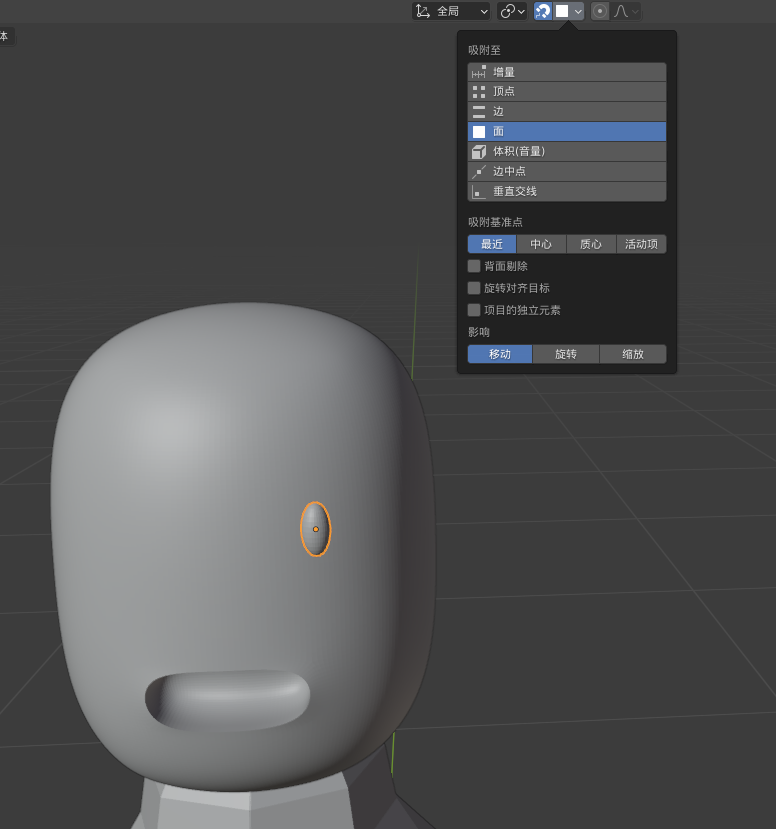 全局
体
吸附至
增量
顶点
边
面
体积(音量)
边中点
垂直交线
吸附基准点
最近 中心 质心 活动项
背面剔除
旋转对齐目标
项目的独立元素
影响
移动 旋转 缩放